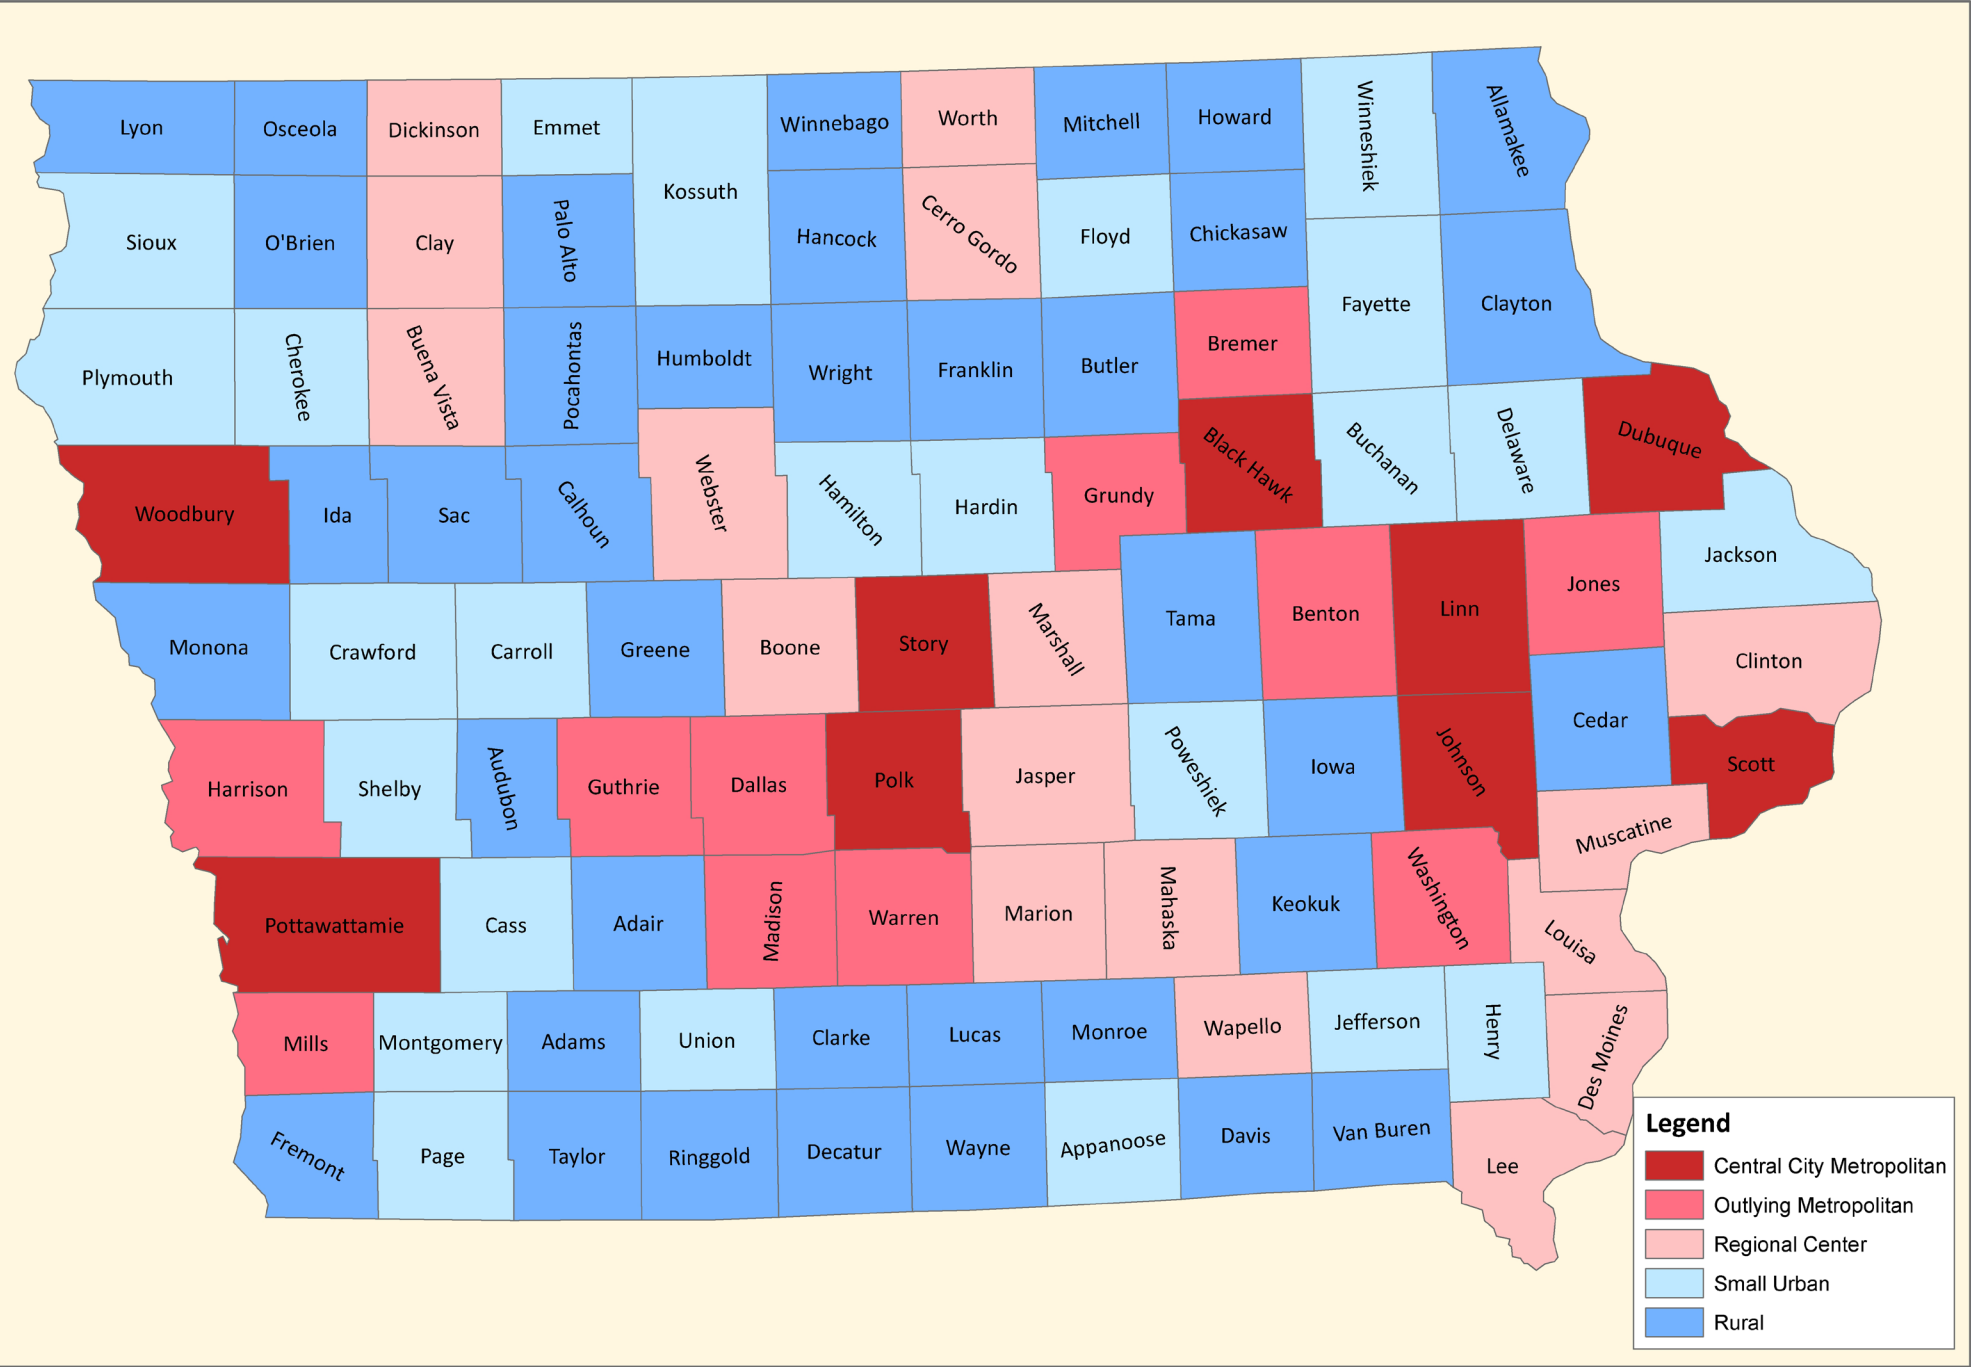 Lyon
Osceola
Dickinson
Emmet
Kossuth
Winnebago
Worth
Mitchell
Howard
Winneshiek
Allamakee
Sioux
O'Brien
Clay
Palo Alto
Hancock
Cerro Gordo
Floyd
Chickasaw
Fayette
Clayton
Plymouth
Cherokee
Buena Vista
Pocahontas
Humboldt
Wright
Franklin
Butler
Bremer
Black Hawk
Buchanan
Delaware
Dubuque
Woodbury
Ida
Sac
Calhoun
Webster
Hamilton
Hardin
Grundy
Jackson
Monona
Crawford
Carroll
Greene
Boone
Story
Marshall
Tama
Benton
Linn
Jones
Clinton
Harrison
Shelby
Audubon
Guthrie
Dallas
Polk
Jasper
Poweshiek
Iowa
Johnson
Cedar
Scott
Muscatine
Pottawattamie
Cass
Adair
Madison
Warren
Marion
Mahaska
Keokuk
Washington
Louisa
Mills
Montgomery
Adams
Union
Clarke
Lucas
Monroe
Wapello
Jefferson
Henry
Des Moines
Fremont
Page
Taylor
Ringgold
Decatur
Wayne
Appanoose
Davis
Van Buren
Lee
Legend
Central City Metropolitan
Outlying Metropolitan
Regional Center
Small Urban
Rural